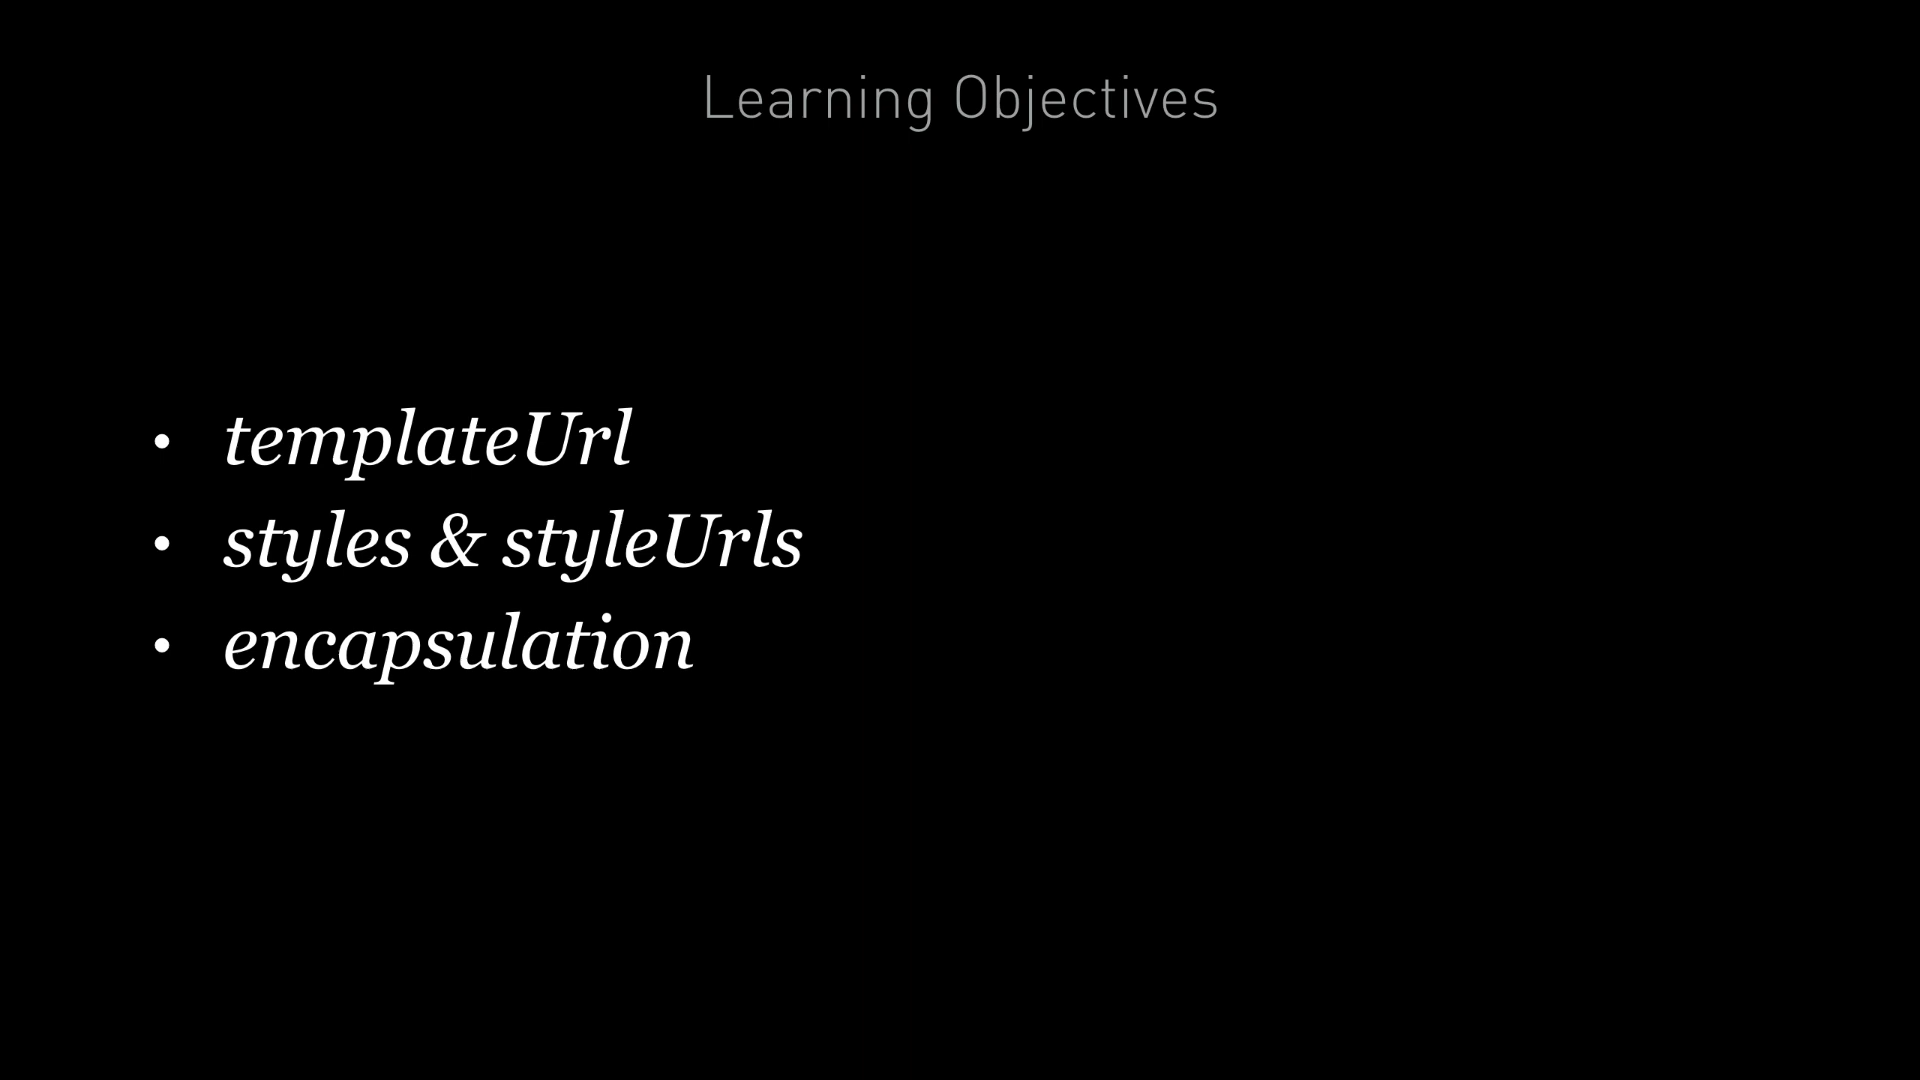 Learning Objectives
• templateUrl
• styles & styleUrls
• encapsulation